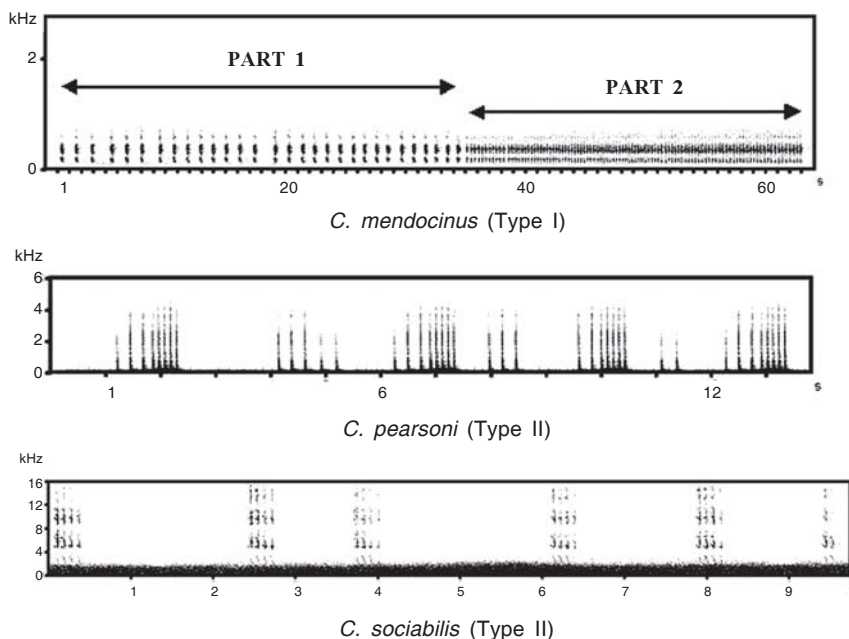 kHz
2
PART 1
PART 2
0
1 20 40 60 s
C. mendocinus (Type I)
kHz
6
4
2
0
1 6 12 s
C. pearsoni (Type II)
kHz
16
12
8
4
0
1 2 3 4 5 6 7 8 9
C. sociabilis (Type II)